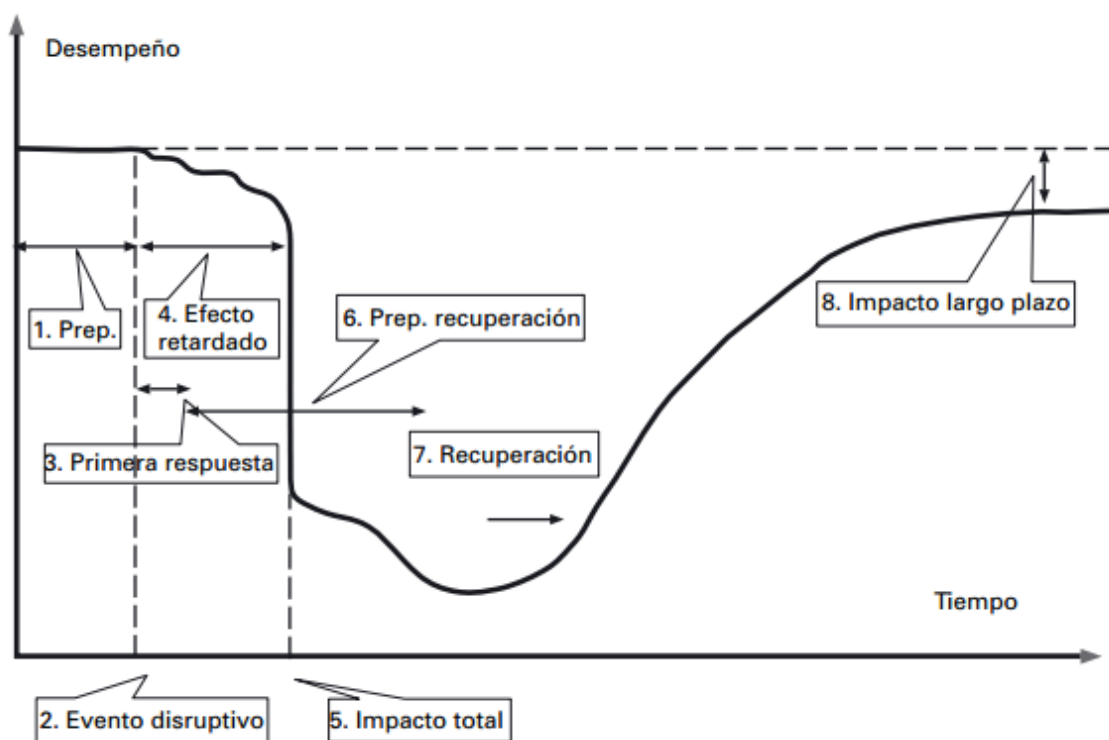 Desempeño
1. Prep.
4. Efecto
retardado
6. Prep. recuperación
8. Impacto largo plazo
3. Primera respuesta
7. Recuperación
Tiempo
2. Evento disruptivo
5. Impacto total